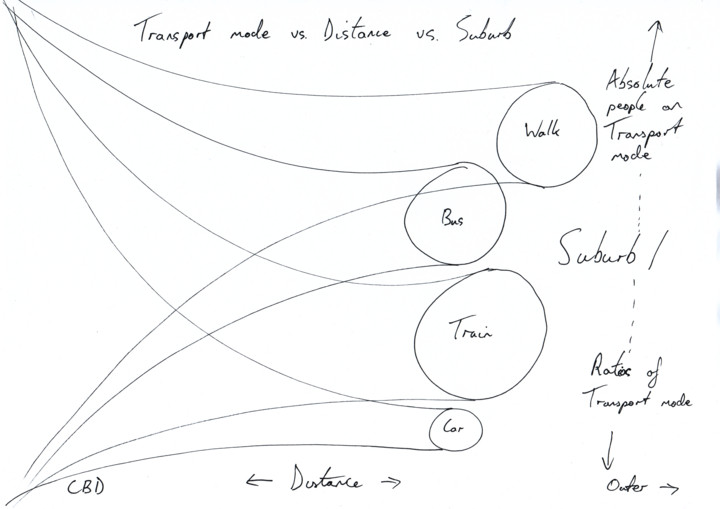 Transport mode vs. Distance vs. Suburb
Absolute
people on
Transport
mode
Walk
Bus
Suburb /
Train
Ratios of
Transport mode
Car
CBD
← Distance →
Outer →